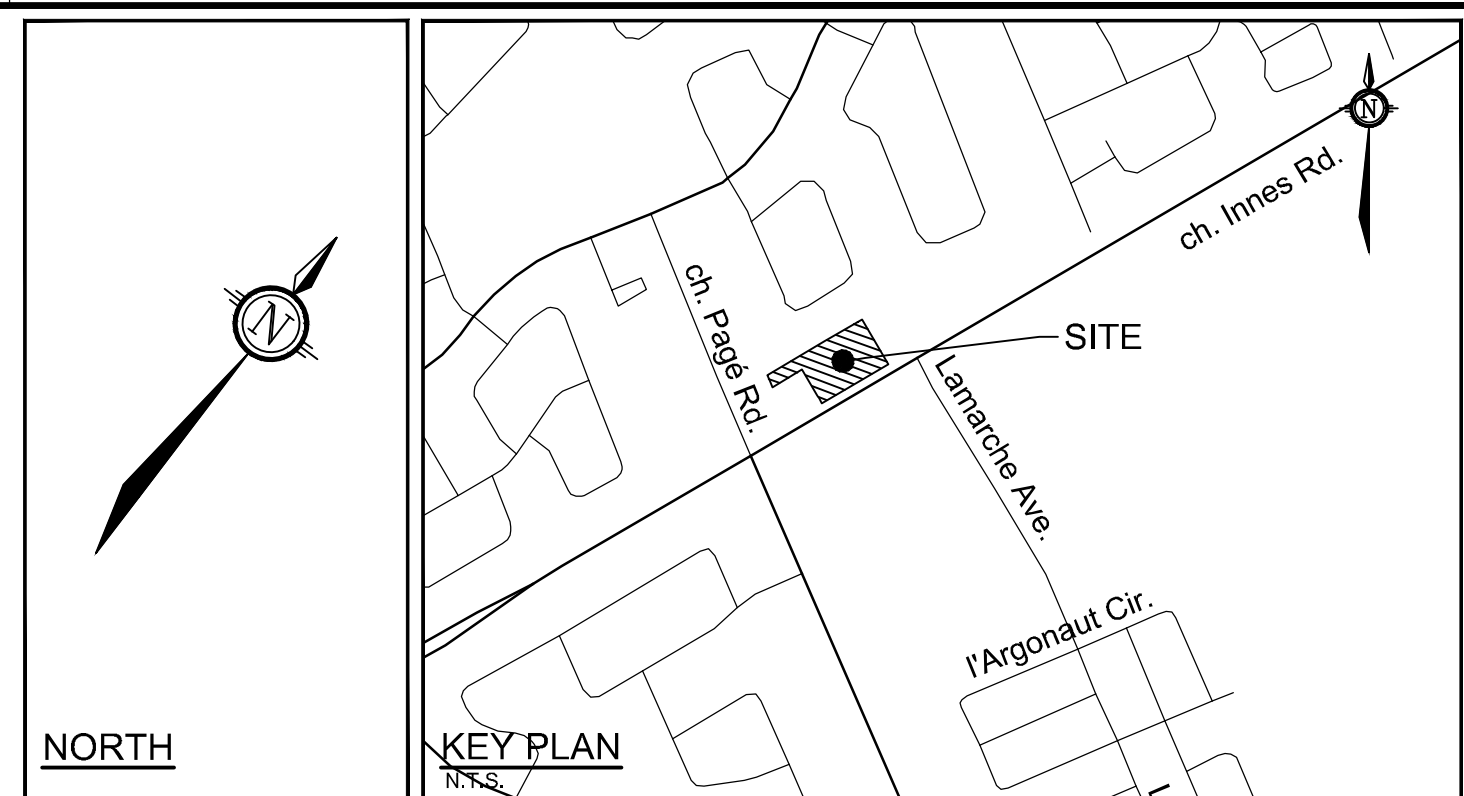 N
NORTH
N
ch. Innes Rd.
ch. Pagé Rd.
SITE
Lamarche Ave.
l'Argonaut Cir.
KEY PLAN
N.T.S.